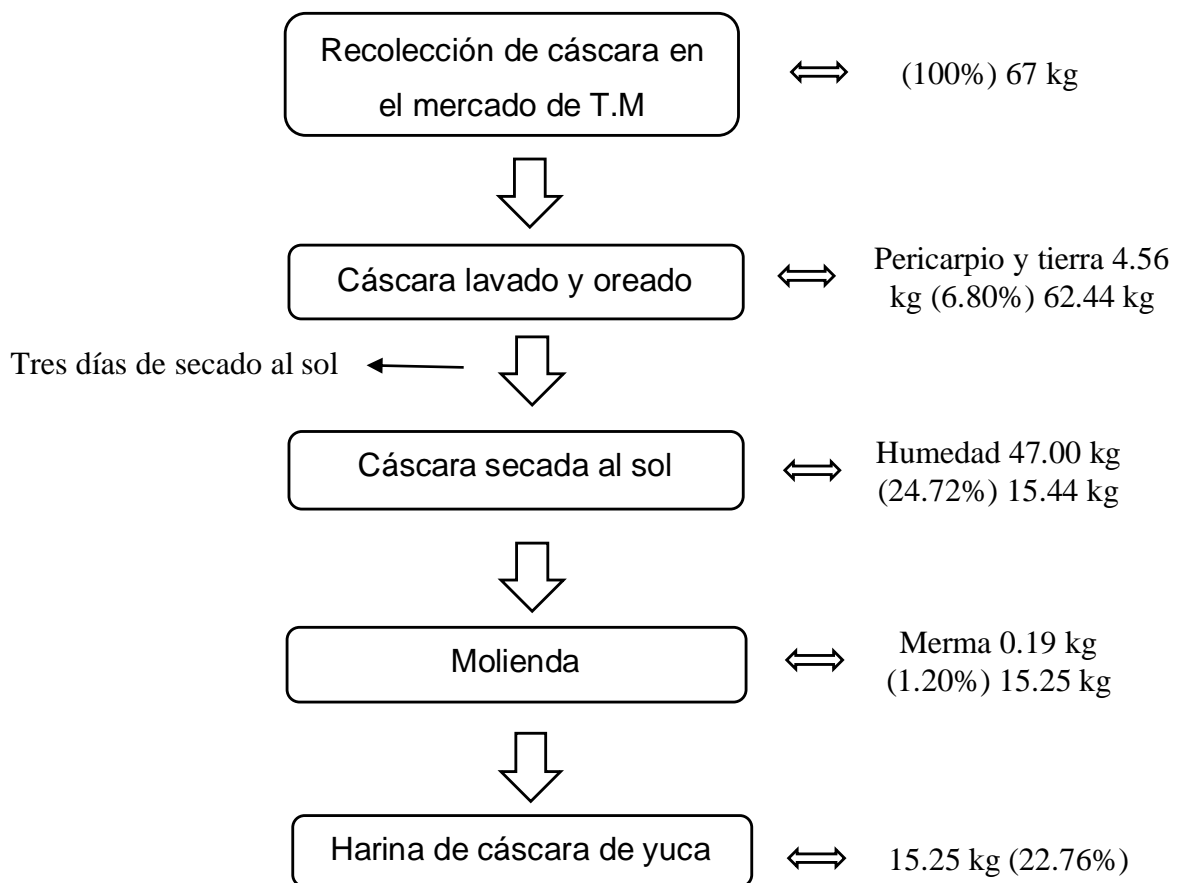 Recolección de cáscara en
el mercado de T.M
(100%) 67 kg
Cáscara lavado y oreado
Pericarpio y tierra 4.56
kg (6.80%) 62.44 kg
Tres días de secado al sol
Cáscara secada al sol
Humedad 47.00 kg
(24.72%) 15.44 kg
Molienda
Merma 0.19 kg
(1.20%) 15.25 kg
Harina de cáscara de yuca
15.25 kg (22.76%)